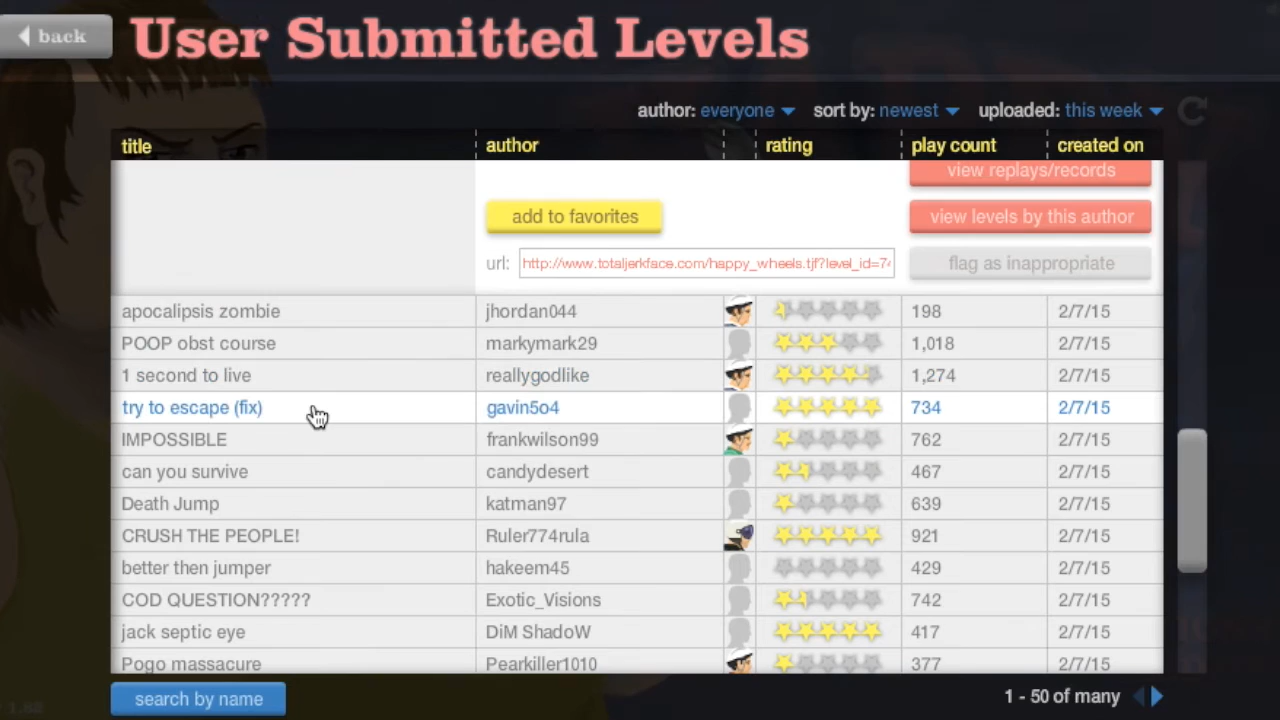 back
User Submitted Levels
author: everyone sort by: newest uploaded: this week
title author rating play count created on
view replays/records
add to favorites view levels by this author
url: http://www.totaljerkface.com/happy_wheels.tjf?level_id=7 flag as inappropriate
apocalipsis zombie jhordan044 198 2/7/15
POOP obst course markymark29 1,018 2/7/15
1 second to live reallygodlike 1,274 2/7/15
try to escape (fix) gavin5o4 734 2/7/15
IMPOSSIBLE frankwilson99 762 2/7/15
can you survive candydesert 467 2/7/15
Death Jump katman97 639 2/7/15
CRUSH THE PEOPLE! Ruler774rula 921 2/7/15
better then jumper hakeem45 429 2/7/15
COD QUESTION????? Exotic_Visions 742 2/7/15
jack septic eye DiM ShadoW 417 2/7/15
Pogo massacure Pearkiller1010 377 2/7/15
search by name 1 - 50 of many